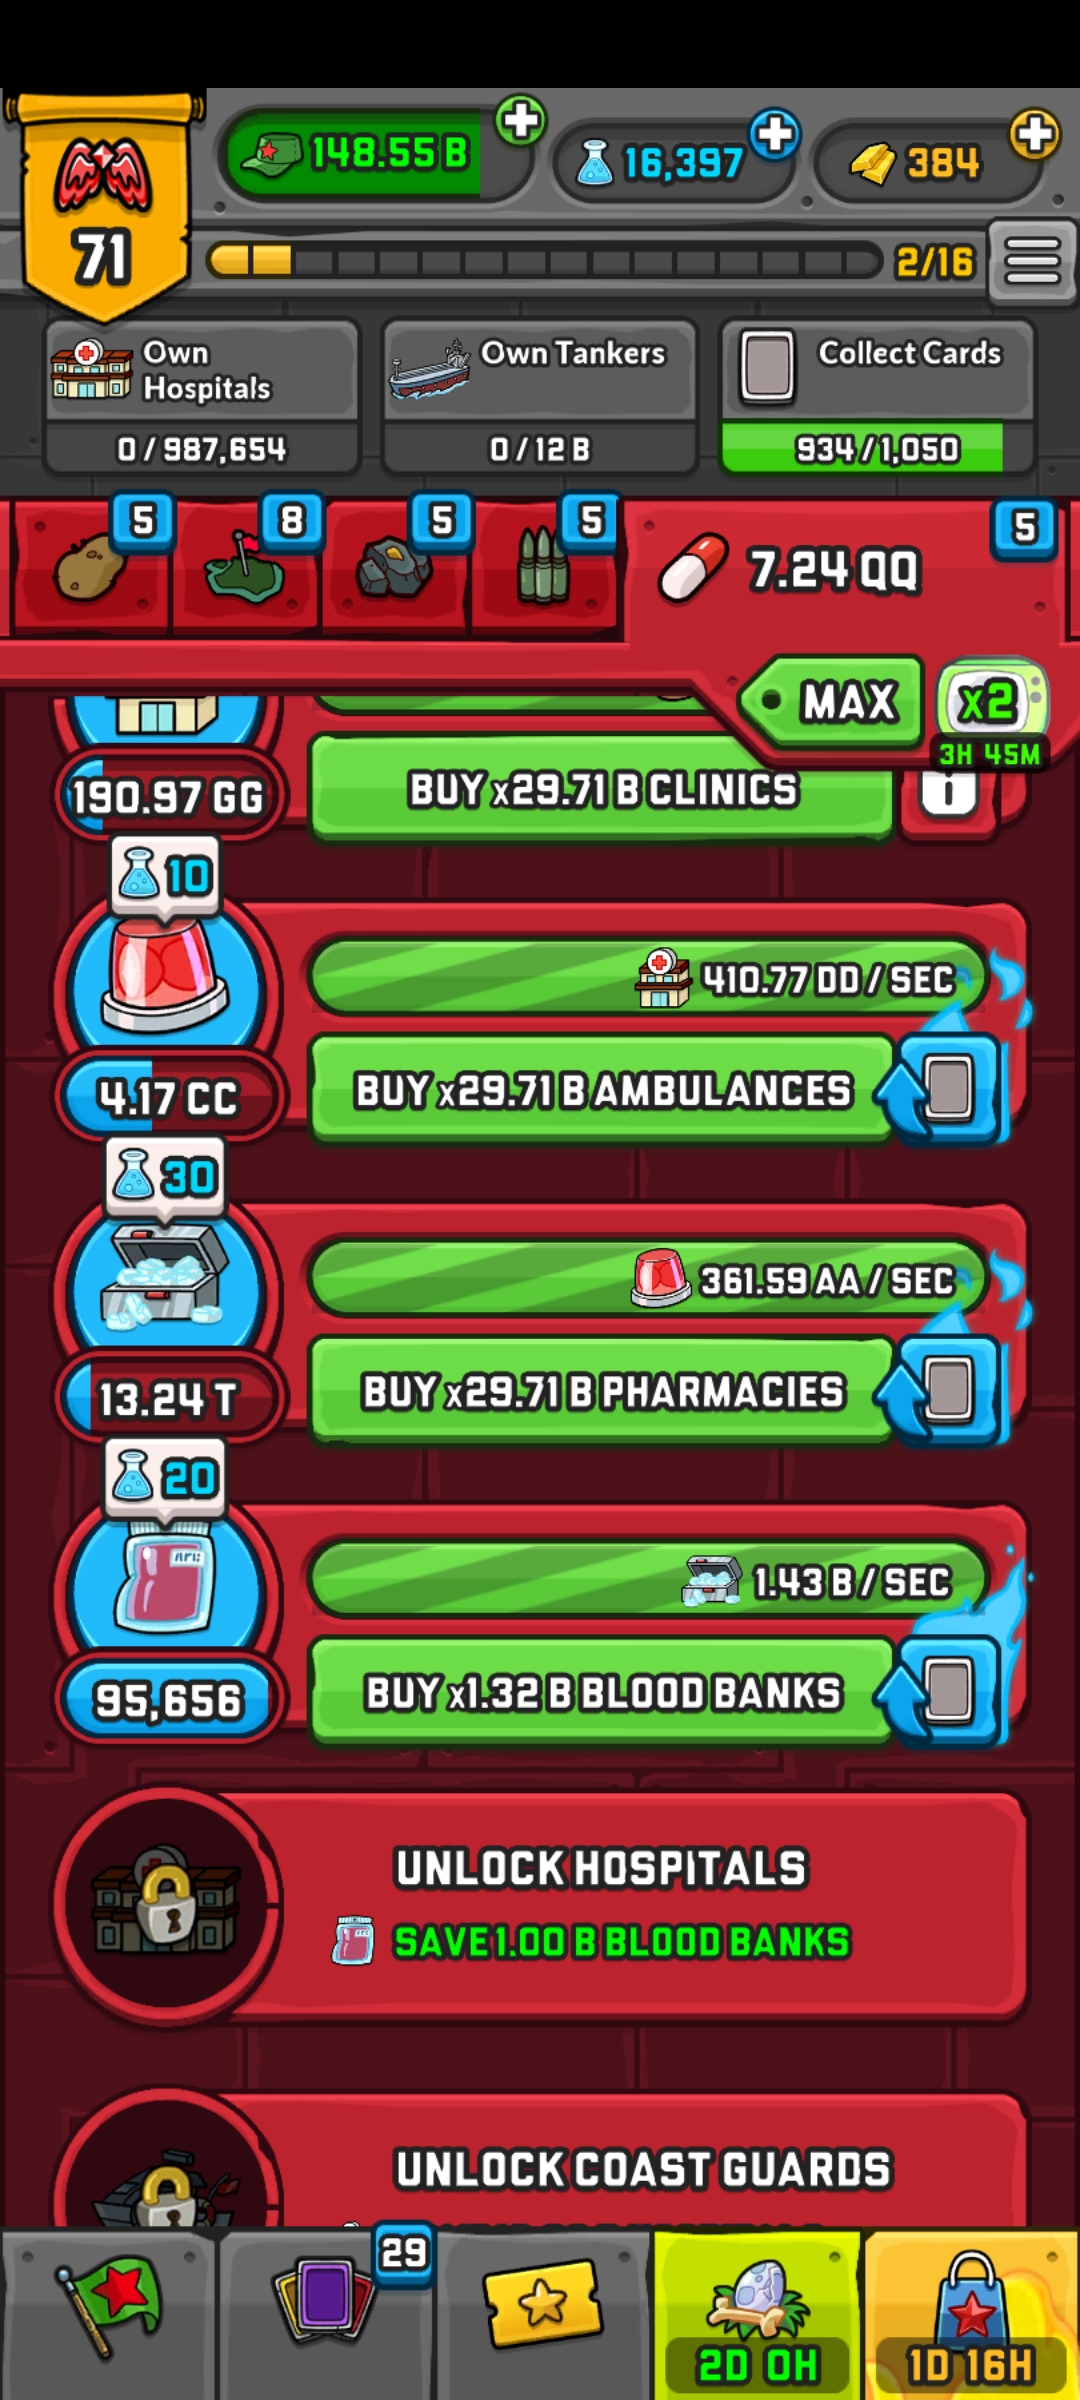 148.55 B
16,397
384
71
2/16
Own
Hospitals
0 / 987,654
Own Tankers
0 / 12 B
Collect Cards
934 / 1,050
5
8
5
5
7.24 QQ
5
MAX
x2
3H 45M
190.97 GG
BUY x29.71 B CLINICS
10
410.77 DD / SEC
4.17 CC
BUY x29.71 B AMBULANCES
30
361.59 AA / SEC
13.24 T
BUY x29.71 B PHARMACIES
20
1.43 B / SEC
95,656
BUY x1.32 B BLOOD BANKS
UNLOCK HOSPITALS
SAVE 1.00 B BLOOD BANKS
UNLOCK COAST GUARDS
29
2D 0H
1D 16H